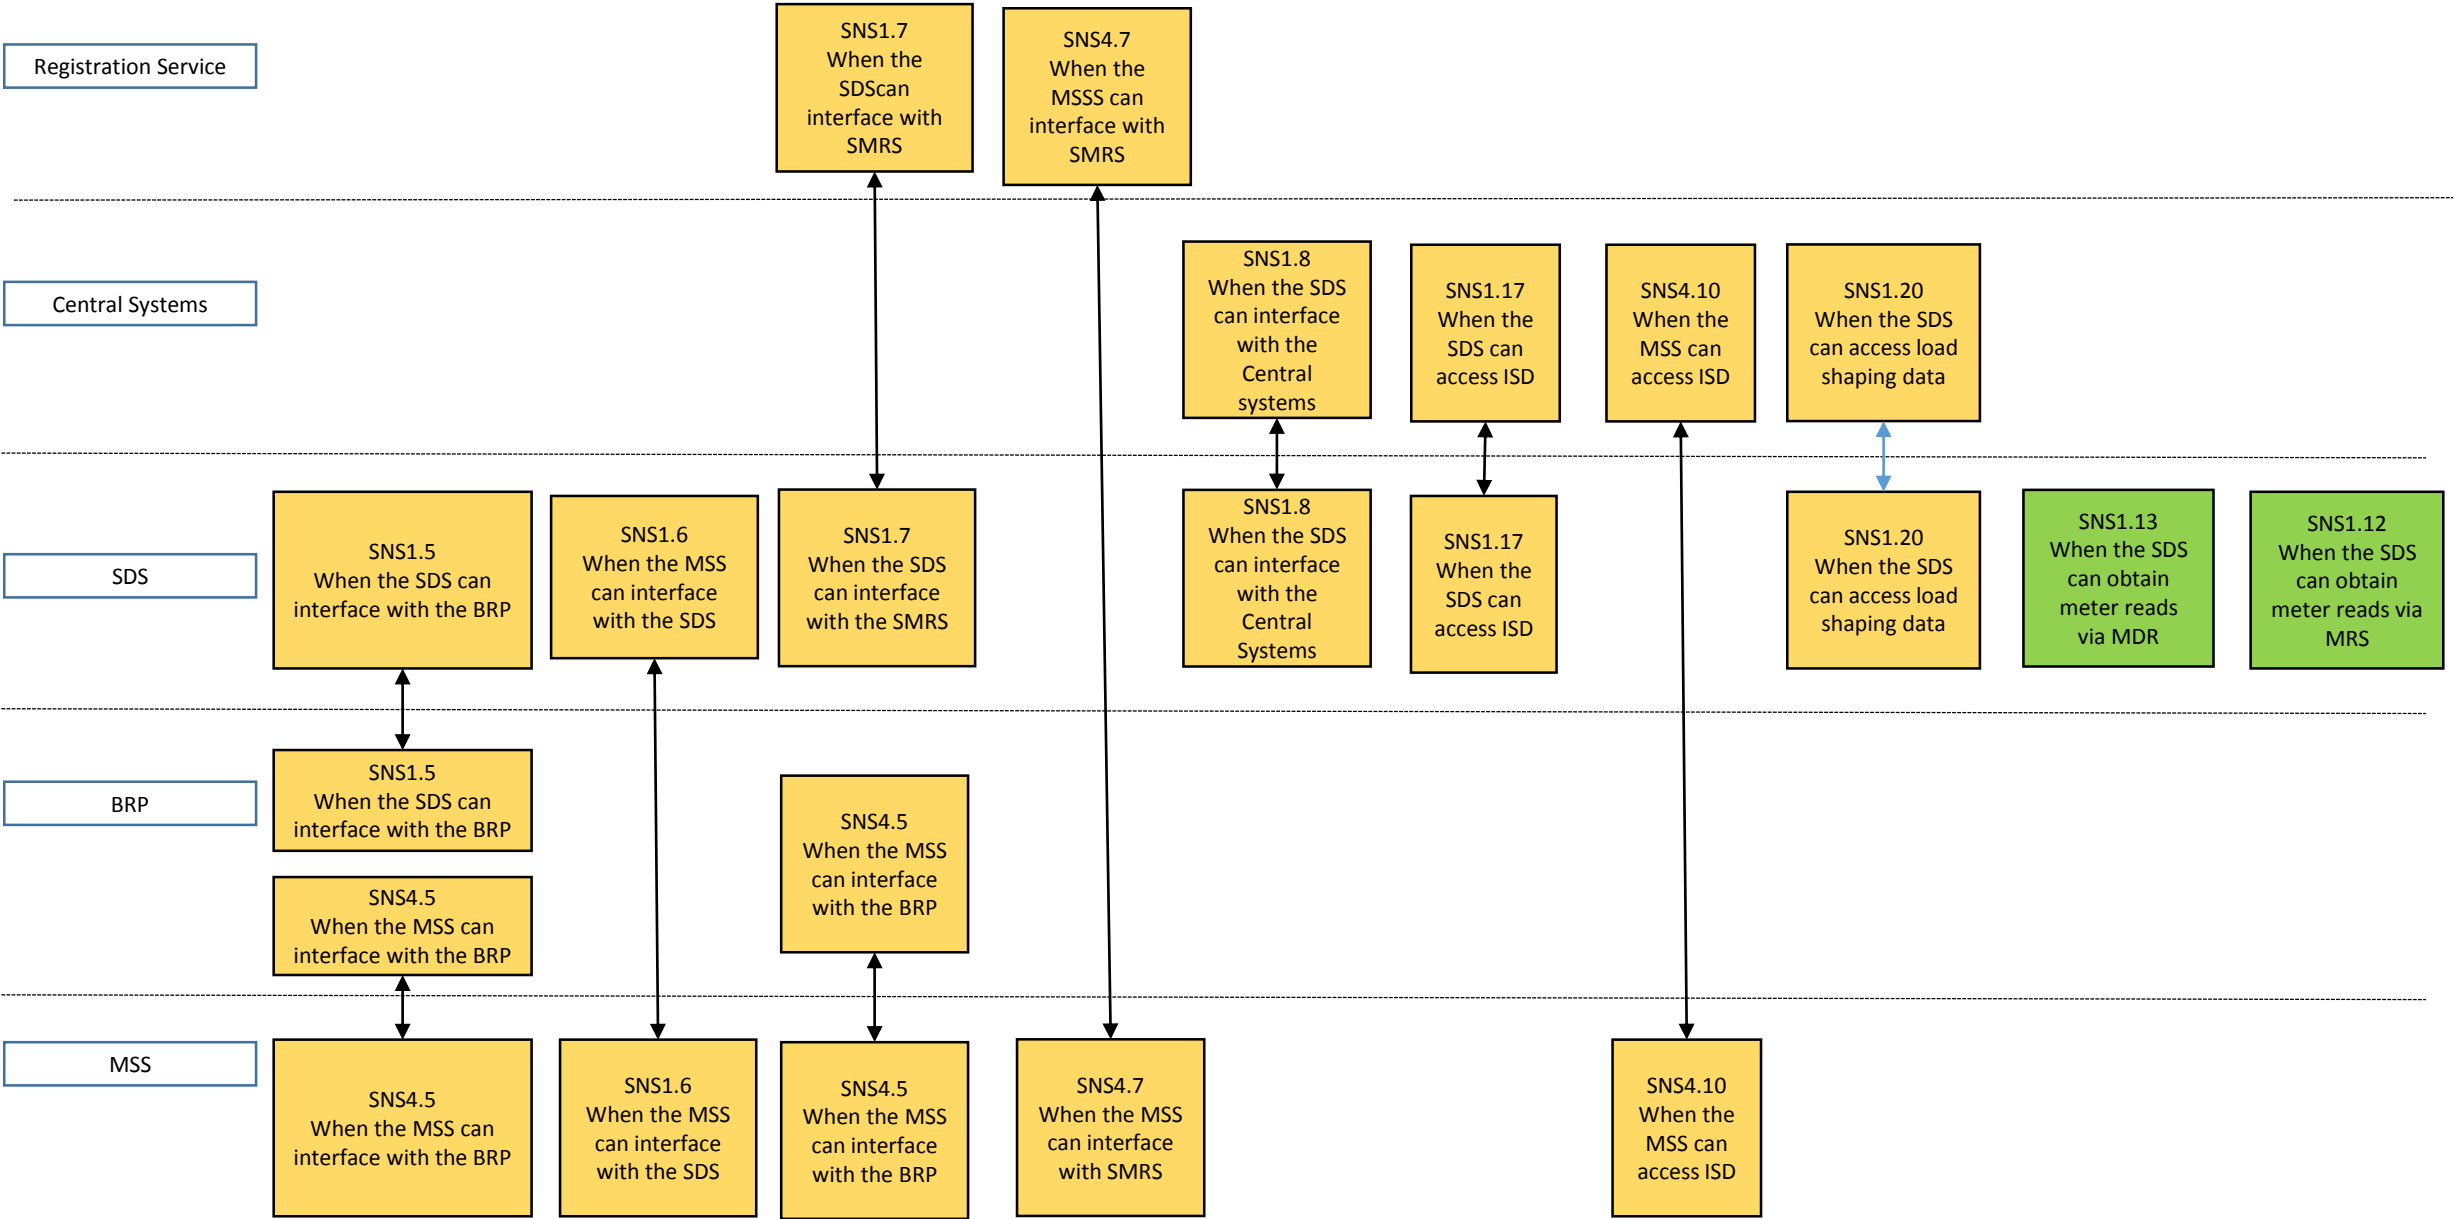 Registration Service
SNS1.7
When the
SDScan
interface with
SMRS
SNS4.7
When the
MSSS can
interface with
SMRS
Central Systems
SNS1.8
When the SDS
can interface
with the
Central
systems
SNS1.17
When the
SDS can
access ISD
SNS4.10
When the
MSS can
access ISD
SNS1.20
When the SDS
can access load
shaping data
SDS
SNS1.5
When the SDS can
interface with the BRP
SNS1.6
When the MSS
can interface
with the SDS
SNS1.7
When the SDS
can interface
with the SMRS
SNS1.8
When the SDS
can interface
with the
Central
Systems
SNS1.17
When the
SDS can
access ISD
SNS1.20
When the SDS
can access load
shaping data
SNS1.13
When the SDS
can obtain
meter reads
via MDR
SNS1.12
When the SDS
can obtain
meter reads via
MRS
BRP
SNS1.5
When the SDS can
interface with the BRP
SNS4.5
When the MSS can
interface with the BRP
SNS4.5
When the MSS
can interface
with the BRP
MSS
SNS4.5
When the MSS can
interface with the BRP
SNS1.6
When the MSS
can interface
with the SDS
SNS4.5
When the MSS
can interface
with the BRP
SNS4.7
When the MSS
can interface
with SMRS
SNS4.10
When the
MSS can
access ISD